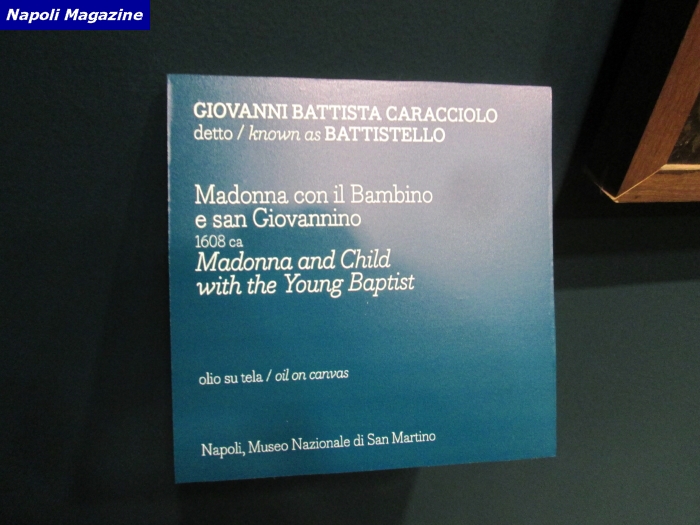 Napoli Magazine
GIOVANNI BATTISTA CARACCIOLO
detto / known as BATTISTELLO
Madonna con il Bambino
e san Giovannino
1608 ca
Madonna and Child
with the Young Baptist
olio su tela / oil on canvas
Napoli, Museo Nazionale di San Martino